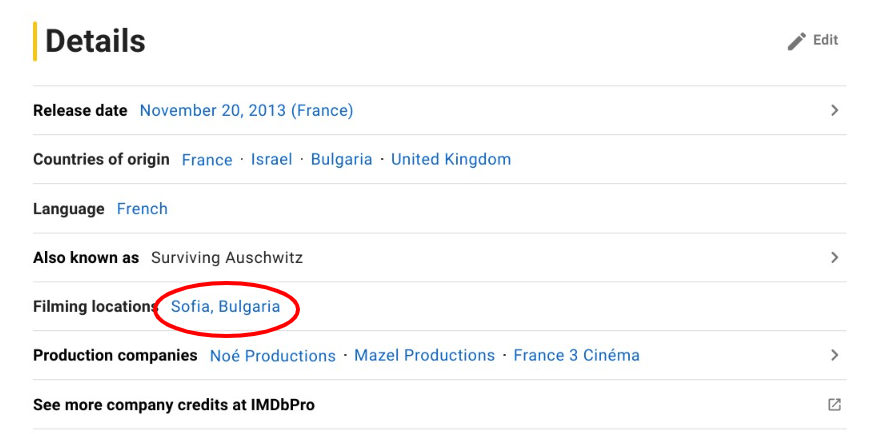 Details
Edit
Release date November 20, 2013 (France)
Countries of origin France · Israel · Bulgaria · United Kingdom
Language French
Also known as Surviving Auschwitz
Filming locations Sofia, Bulgaria
Production companies Noé Productions · Mazel Productions · France 3 Cinéma
See more company credits at IMDbPro